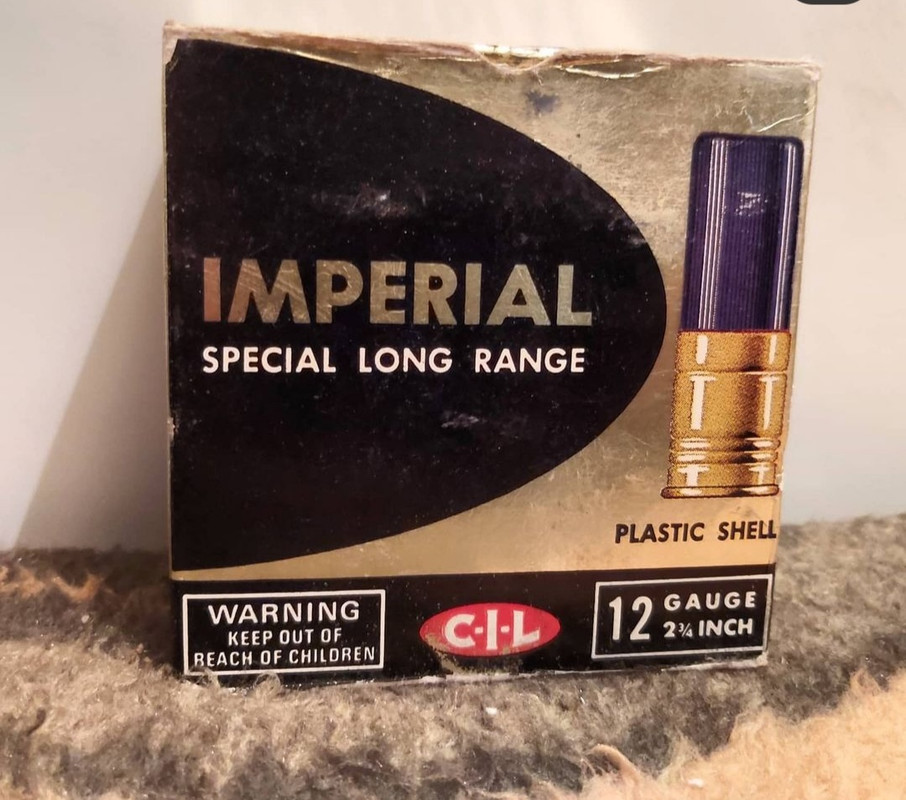 IMPERIAL
SPECIAL LONG RANGE
PLASTIC SHELL
WARNING
KEEP OUT OF
REACH OF CHILDREN
C-I-L
12 GAUGE
2¾ INCH